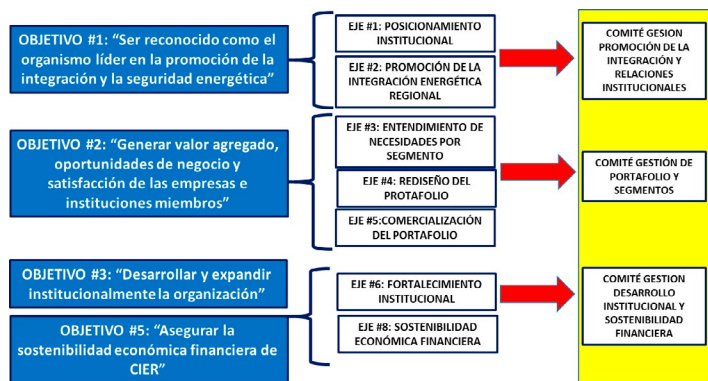 OBJETIVO #1: “Ser reconocido como el
organismo líder en la promoción de la
integración y la seguridad energética”
EJE #1: POSICIONAMIENTO
INSTITUCIONAL
EJE #2: PROMOCIÓN DE LA
INTEGRACIÓN ENERGÉTICA
REGIONAL
COMITÉ GESION
PROMOCIÓN DE LA
INTEGRACIÓN Y
RELACIONES
INSTITUCIONALES
OBJETIVO #2: “Generar valor agregado,
oportunidades de negocio y
satisfacción de las empresas e
instituciones miembros”
EJE #3: ENTENDIMIENTO DE
NECESIDADES POR
SEGMENTO
EJE #4: REDISEÑO DEL
PROTAFOLIO
EJE #5:COMERCIALIZACIÓN
DEL PORTAFOLIO
COMITÉ GESTIÓN DE
PORTAFOLIO Y
SEGMENTOS
OBJETIVO #3: “Desarrollar y expandir
institucionalmente la organización”
OBJETIVO #5: “Asegurar la
sostenibilidad económica financiera de
CIER”
EJE #6: FORTALECIMIENTO
INSTITUCIONAL
EJE #8: SOSTENIBILIDAD
ECONÓMICA FINANCIERA
COMITÉ GESTION
DESARROLLO
INSTITUCIONAL Y
SOSTENIBILIDAD
FINANCIERA